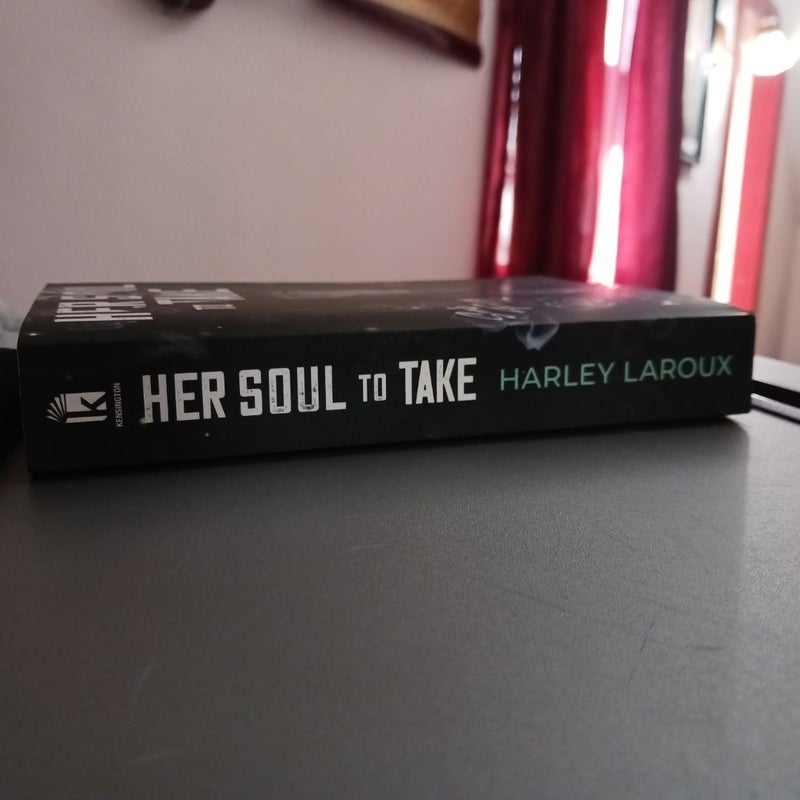 KENSINGTON
HER SOUL TO TAKE
HARLEY LAROUX